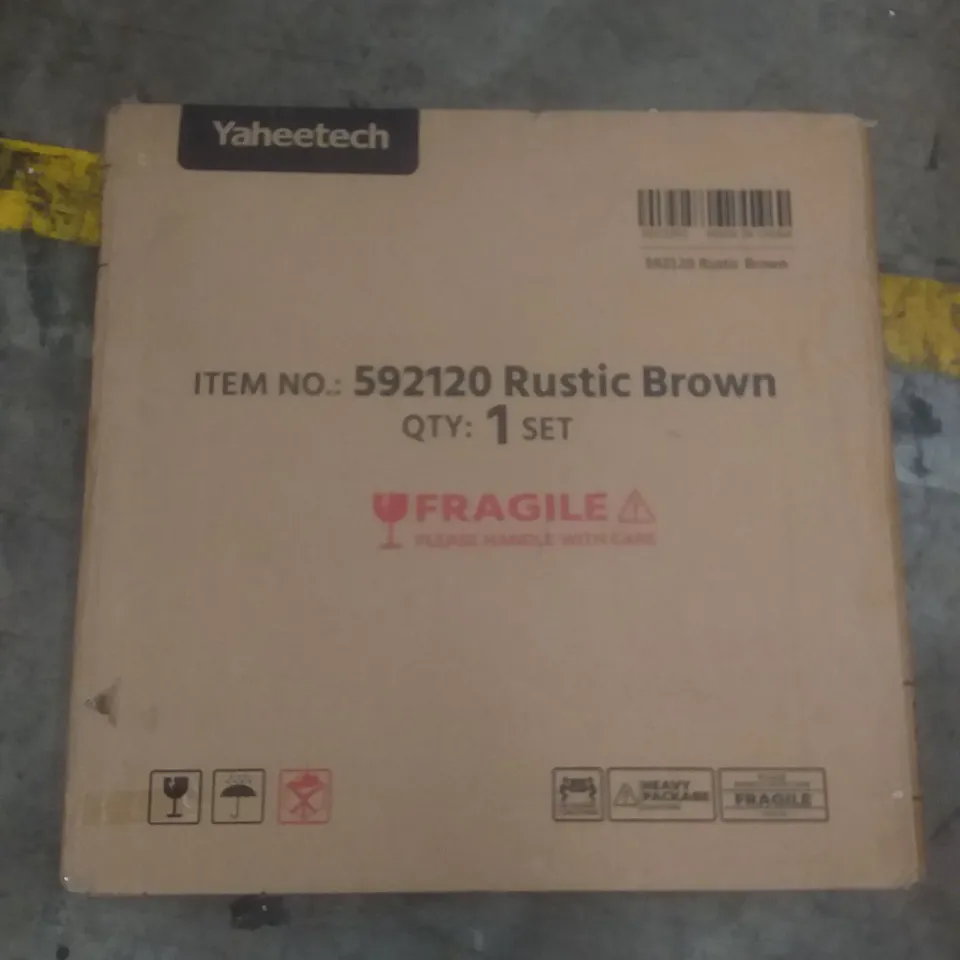 Yaheetech
592120 Rustic Brown
ITEM NO.: 592120 Rustic Brown
QTY: 1 SET
FRAGILE
PLEASE HANDLE WITH CARE
HEAVY
PACKAGE
FRAGILE